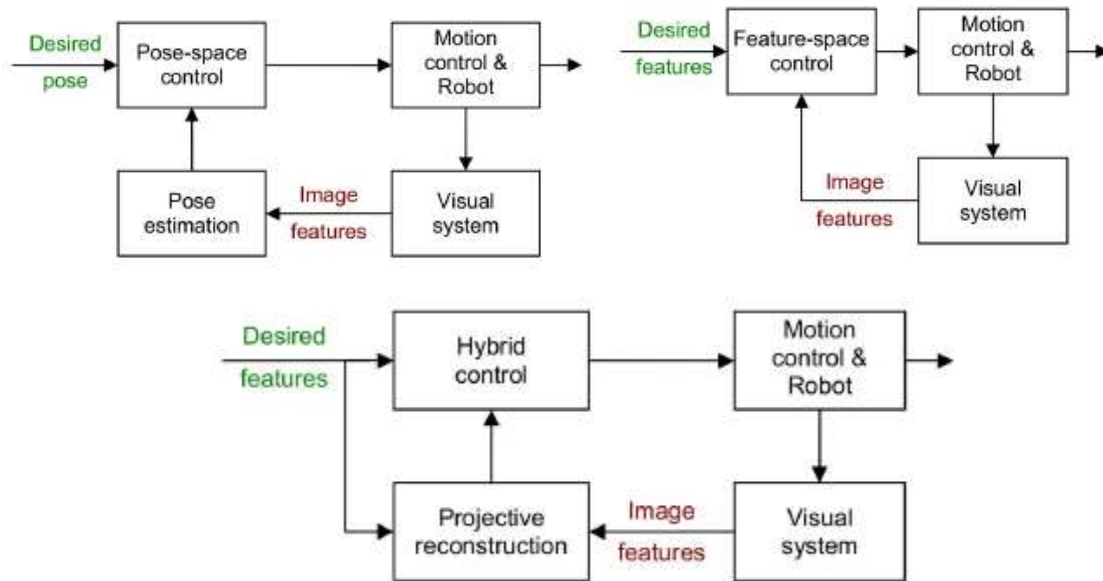 Desired
pose
Pose-space
control
Motion
control &
Robot
Pose
estimation
Image
features
Visual
system
Desired
features
Feature-space
control
Motion
control &
Robot
Image
features
Visual
system
Desired
features
Hybrid
control
Motion
control &
Robot
Projective
reconstruction
Image
features
Visual
system